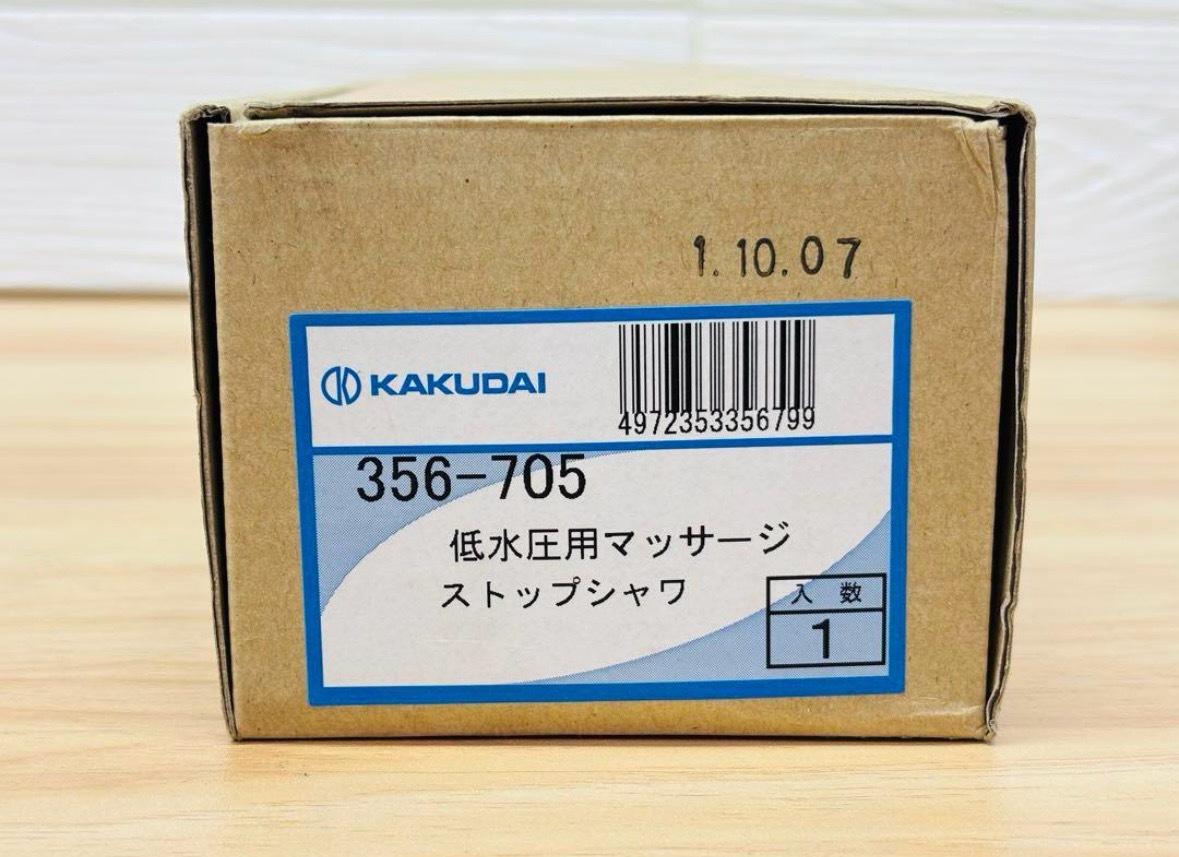 1.10.07
KAKUDAI
4972353356799
356-705
低水圧用マッサージ
ストップシャワ
入 数
1